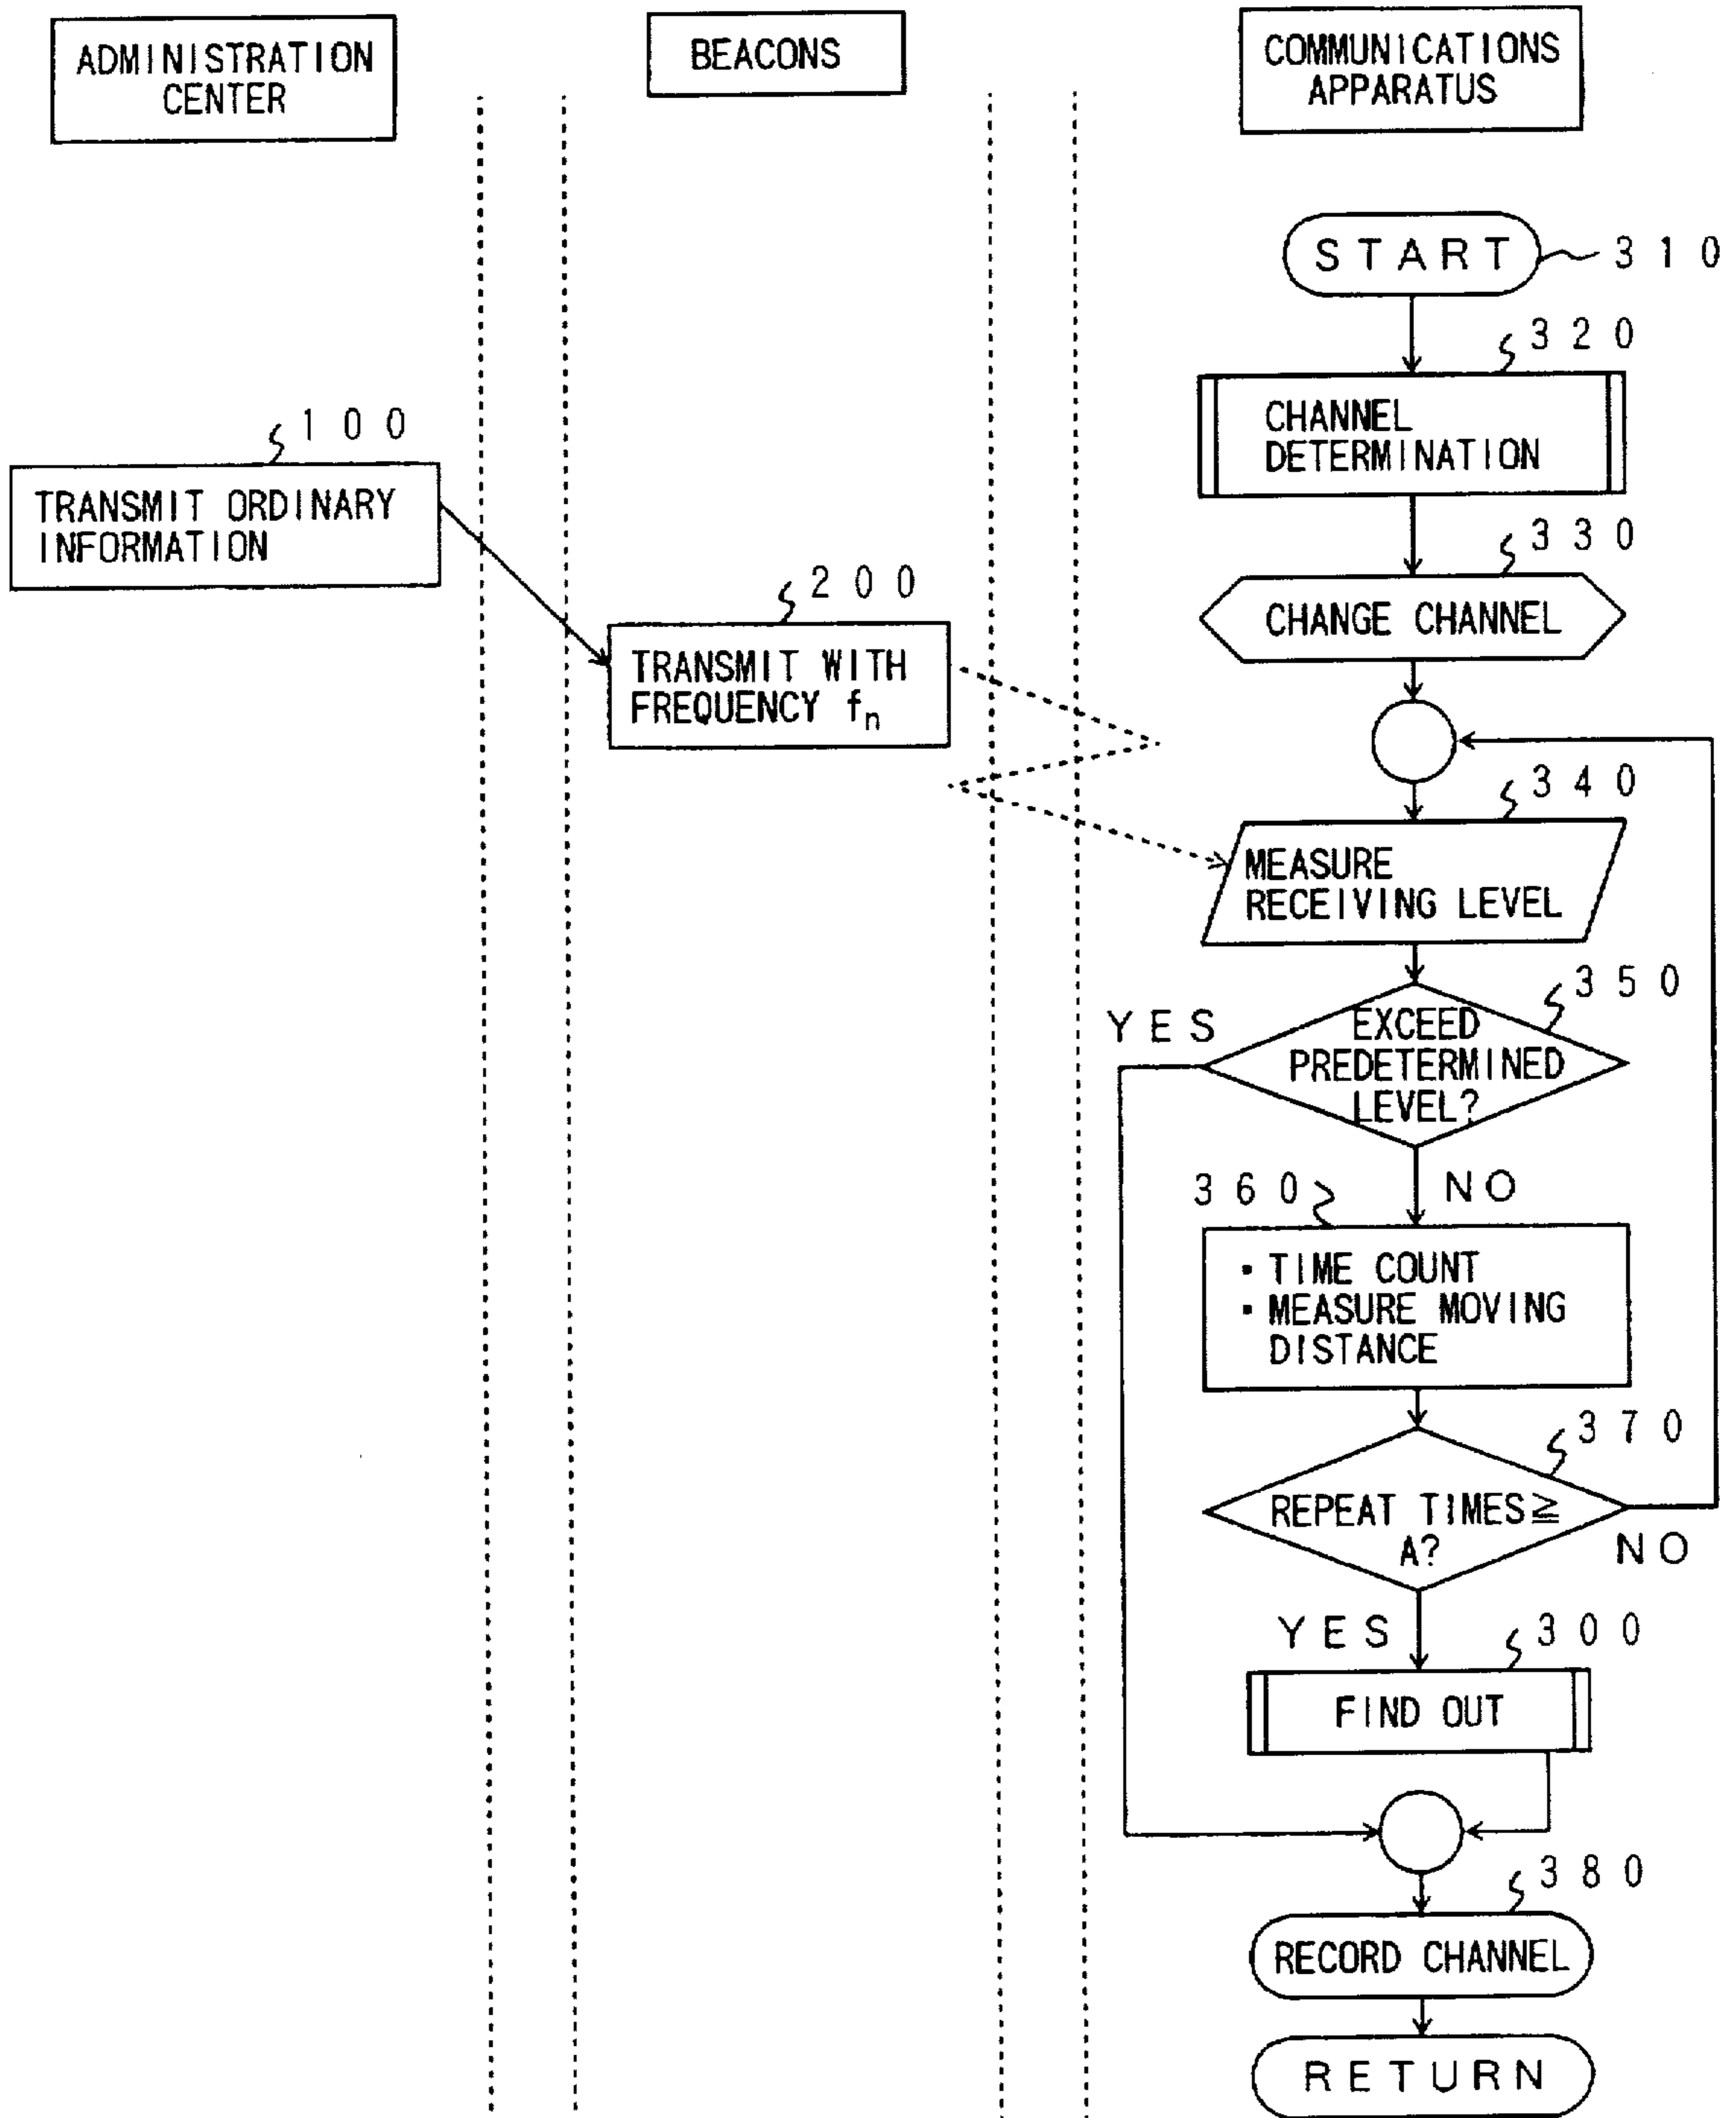 ADMINISTRATION
CENTER
BEACONS
COMMUNICATIONS
APPARATUS
START
310
320
CHANNEL
DETERMINATION
100
TRANSMIT ORDINARY
INFORMATION
330
CHANGE CHANNEL
200
TRANSMIT WITH
FREQUENCY fn
340
MEASURE
RECEIVING LEVEL
350
YES
EXCEED
PREDETERMINED
LEVEL?
NO
360
・TIME COUNT
・MEASURE MOVING
DISTANCE
370
REPEAT TIMES≧
A?
NO
YES
300
FIND OUT
380
RECORD CHANNEL
RETURN